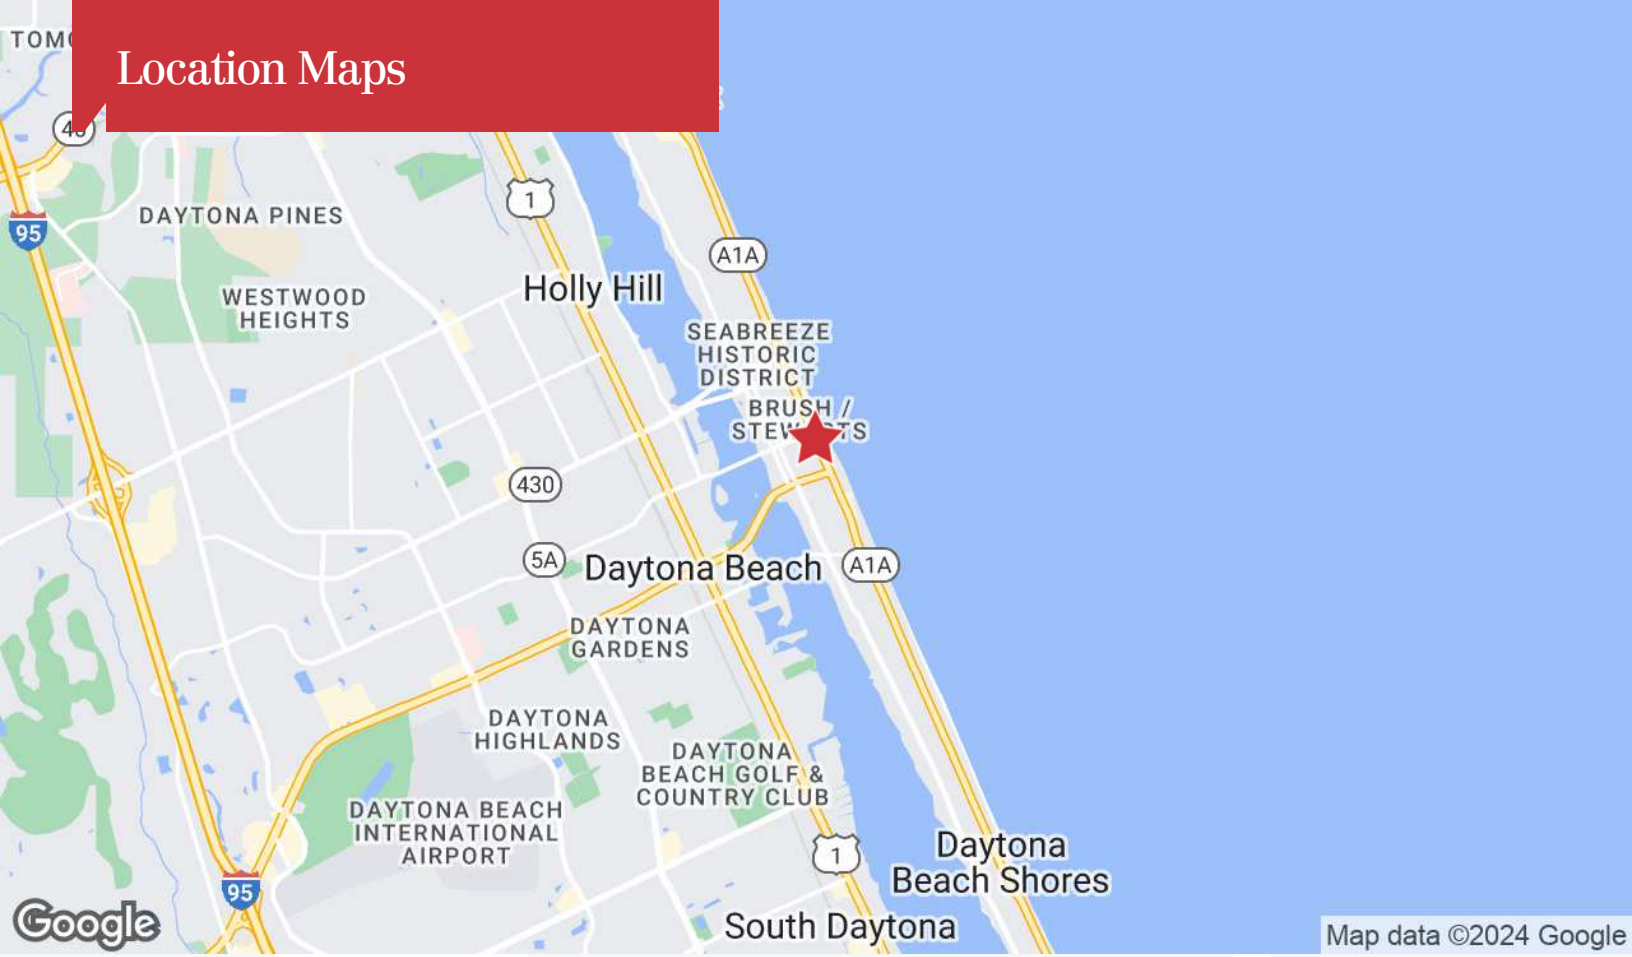 TOMO
Location Maps
40
1
DAYTONA PINES
95
A1A
Holly Hill
WESTWOOD
HEIGHTS
SEABREEZE
HISTORIC
DISTRICT
BRUSH /
430
5A
Daytona Beach
A1A
DAYTONA
GARDENS
DAYTONA
HIGHLANDS
DAYTONA
BEACH GOLF &
COUNTRY CLUB
DAYTONA BEACH
INTERNATIONAL
AIRPORT
1
Daytona
Beach Shores
95
South Daytona
Google
Map data ©2024 Google